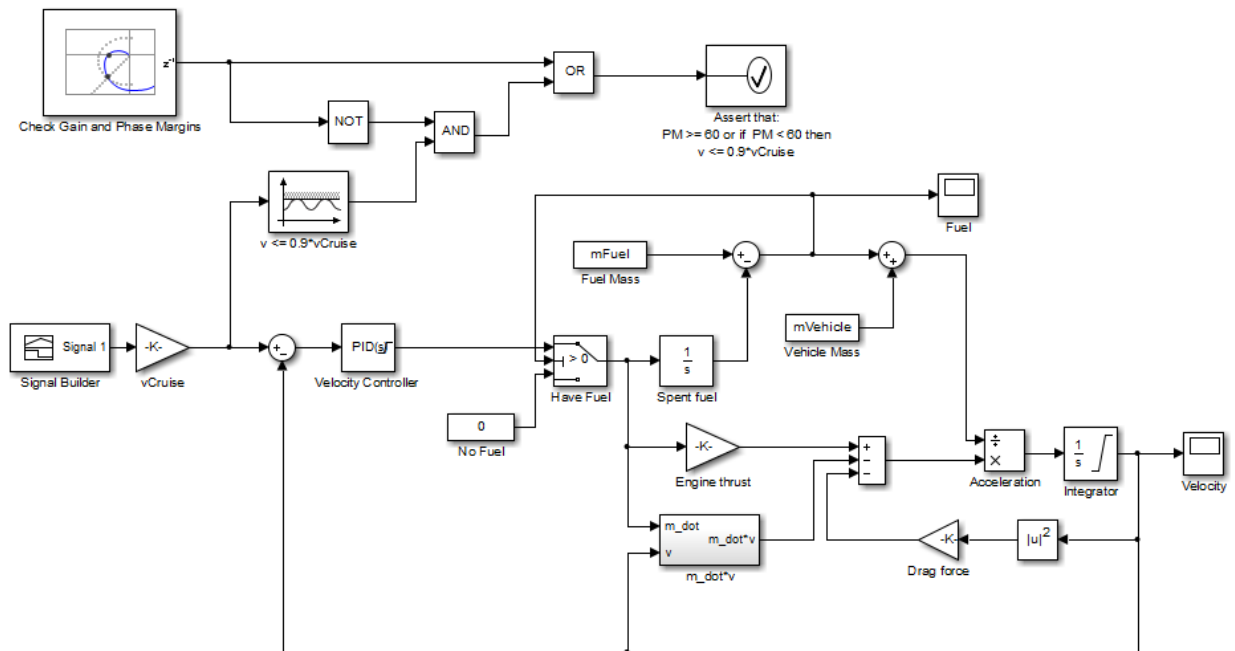 z⁻¹
Check Gain and Phase Margins
NOT
AND
OR
Assert that:
PM >= 60 or if PM < 60 then
v <= 0.9*vCruise
v <= 0.9*vCruise
Fuel
mFuel
Fuel Mass
+
−
+
+
mVehicle
Vehicle Mass
Signal 1
Signal Builder
-K-
vCruise
+
−
PID(s)
Velocity Controller
> 0
Have Fuel
0
No Fuel
1
s
Spent fuel
-K-
Engine thrust
+
−
−
÷
×
Acceleration
1
s
Integrator
Velocity
m_dot
v
m_dot*v
m_dot*v
-K-
Drag force
|u|²